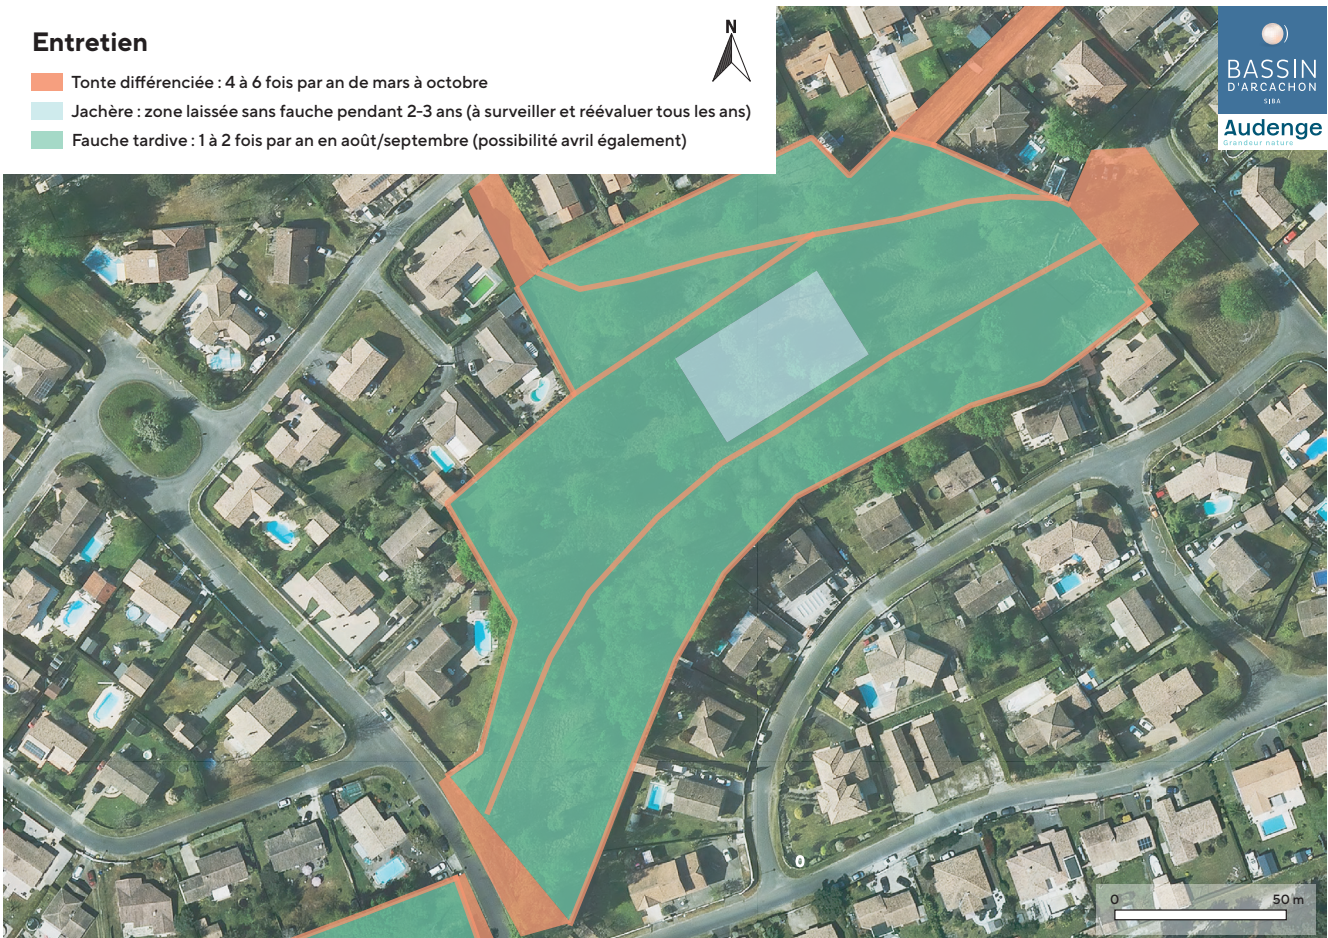 Entretien
N
Tonte différenciée : 4 à 6 fois par an de mars à octobre
Jachère : zone laissée sans fauche pendant 2-3 ans (à surveiller et réévaluer tous les ans)
Fauche tardive : 1 à 2 fois par an en août/septembre (possibilité avril également)
BASSIN
D'ARCACHON
SIBA
Audenge
Grandeur nature
0 50 m